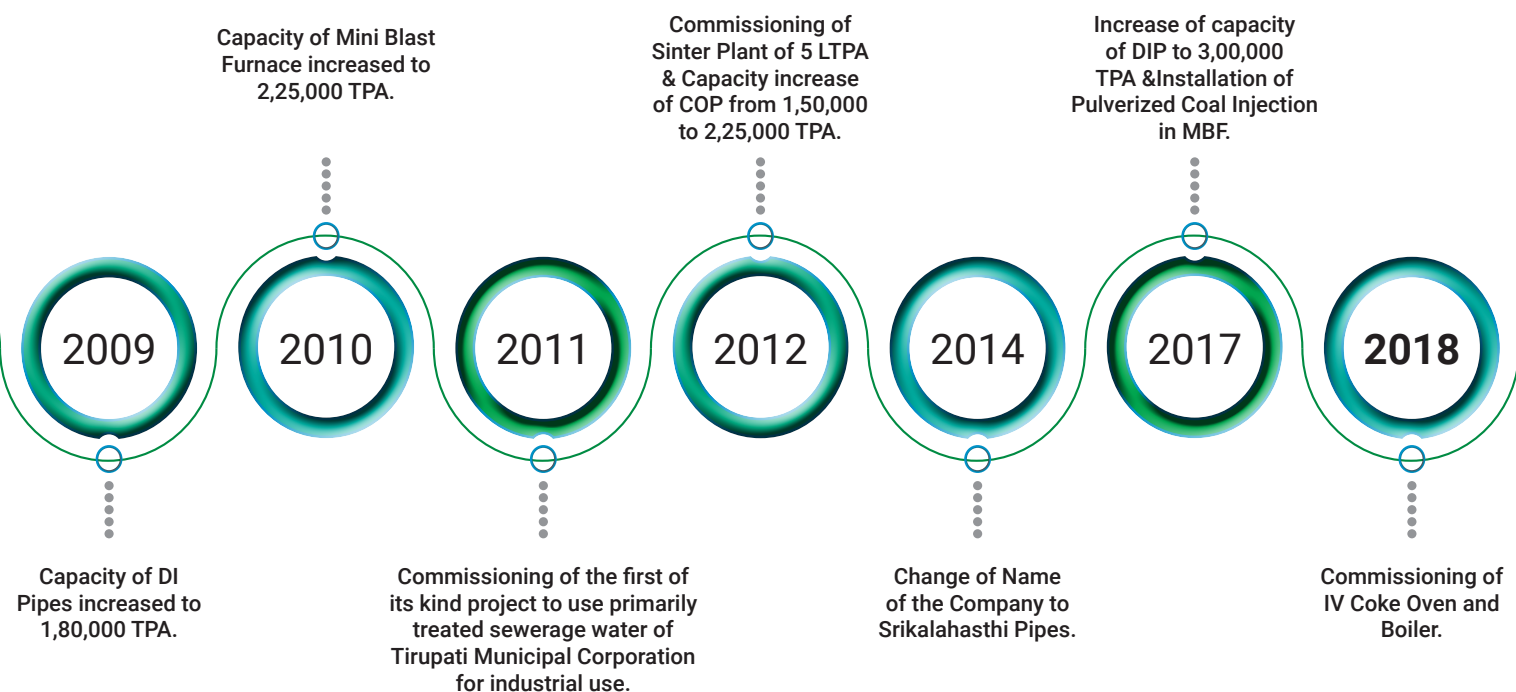 2009
Capacity of DI
Pipes increased to
1,80,000 TPA.
Capacity of Mini Blast
Furnace increased to
2,25,000 TPA.
2010
2011
Commissioning of the first of
its kind project to use primarily
treated sewerage water of
Tirupati Municipal Corporation
for industrial use.
Commissioning of
Sinter Plant of 5 LTPA
& Capacity increase
of COP from 1,50,000
to 2,25,000 TPA.
2012
2014
Change of Name
of the Company to
Srikalahasthi Pipes.
Increase of capacity
of DIP to 3,00,000
TPA &Installation of
Pulverized Coal Injection
in MBF.
2017
2018
Commissioning of
IV Coke Oven and
Boiler.